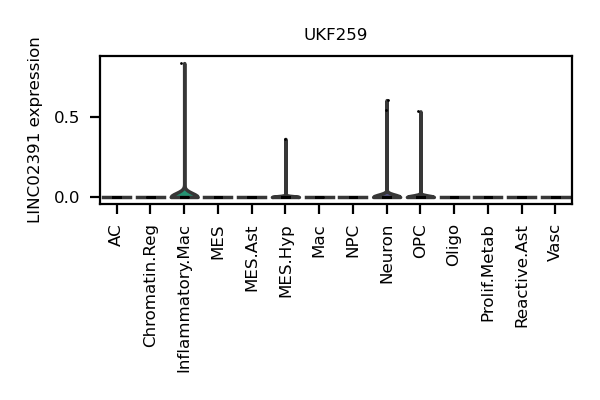 UKF259
LINC02391 expression
0.5
0.0
AC
Chromatin.Reg
Inflammatory.Mac
MES
MES.Ast
MES.Hyp
Mac
NPC
Neuron
OPC
Oligo
Prolif.Metab
Reactive.Ast
Vasc